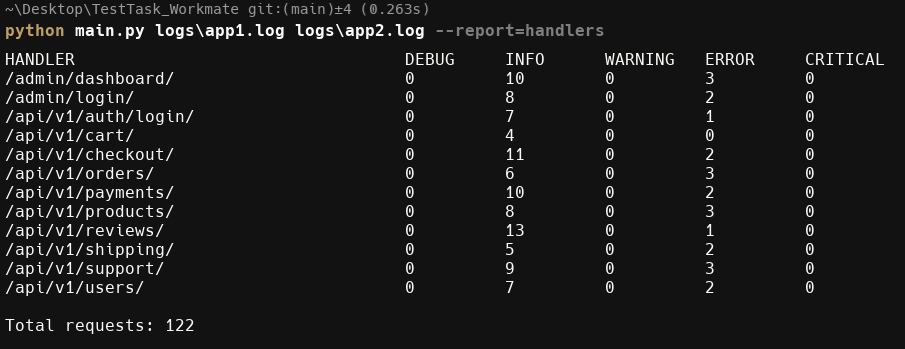 ~\Desktop\TestTask_Workmate git:(main)±4 (0.263s)
python main.py logs\app1.log logs\app2.log --report=handlers
HANDLER DEBUG INFO WARNING ERROR CRITICAL
/admin/dashboard/ 0 10 0 3 0
/admin/login/ 0 8 0 2 0
/api/v1/auth/login/ 0 7 0 1 0
/api/v1/cart/ 0 4 0 0 0
/api/v1/checkout/ 0 11 0 2 0
/api/v1/orders/ 0 6 0 3 0
/api/v1/payments/ 0 10 0 2 0
/api/v1/products/ 0 8 0 3 0
/api/v1/reviews/ 0 13 0 1 0
/api/v1/shipping/ 0 5 0 2 0
/api/v1/support/ 0 9 0 3 0
/api/v1/users/ 0 7 0 2 0
Total requests: 122